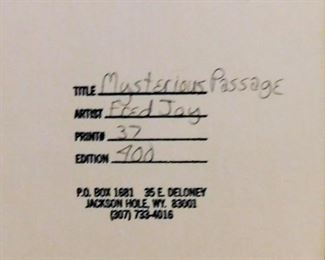 TITLE Mysterious Passage
ARTIST Fred Joy
PRINT# 37
EDITION 400
P.O. BOX 1681 35 E. DELONEY
JACKSON HOLE, WY. 83001
(307) 733-4016